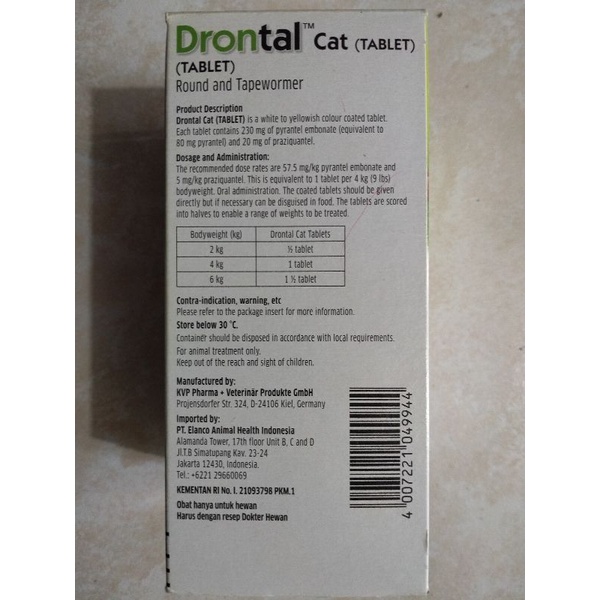 Drontal™ Cat (TABLET)
(TABLET)
Round and Tapewormer
Product Description
Drontal Cat (TABLET) is a white to yellowish colour coated tablet.
Each tablet contains 230 mg of pyrantel embonate (equivalent to
80 mg pyrantel) and 20 mg of praziquantel.
Dosage and Administration:
The recommended dose rates are 57.5 mg/kg pyrantel embonate and
5 mg/kg praziquantel. This is equivalent to 1 tablet per 4 kg (9 lbs)
bodyweight. Oral administration. The coated tablets should be given
directly but if necessary can be disguised in food. The tablets are scored
into halves to enable a range of weights to be treated.
Bodyweight (kg) Drontal Cat Tablets
2 kg ½ tablet
4 kg 1 tablet
6 kg 1 ½ tablet
Contra-indication, warning, etc
Please refer to the package insert for more information.
Store below 30 °C.
Container should be disposed in accordance with local requirements.
For animal treatment only.
Keep out of the reach and sight of children.
Manufactured by:
KVP Pharma + Veterinär Produkte GmbH
Projensdorfer Str. 324, D-24106 Kiel, Germany
Imported by:
PT. Elanco Animal Health Indonesia
Alamanda Tower, 17th floor Unit B, C and D
Jl.T.B Simatupang Kav. 23-24
Jakarta 12430, Indonesia.
Tel.: +6221 29660069
KEMENTAN RI No. I. 21093798 PKM.1
Obat hanya untuk hewan
Harus dengan resep Dokter Hewan
4 007221 049944